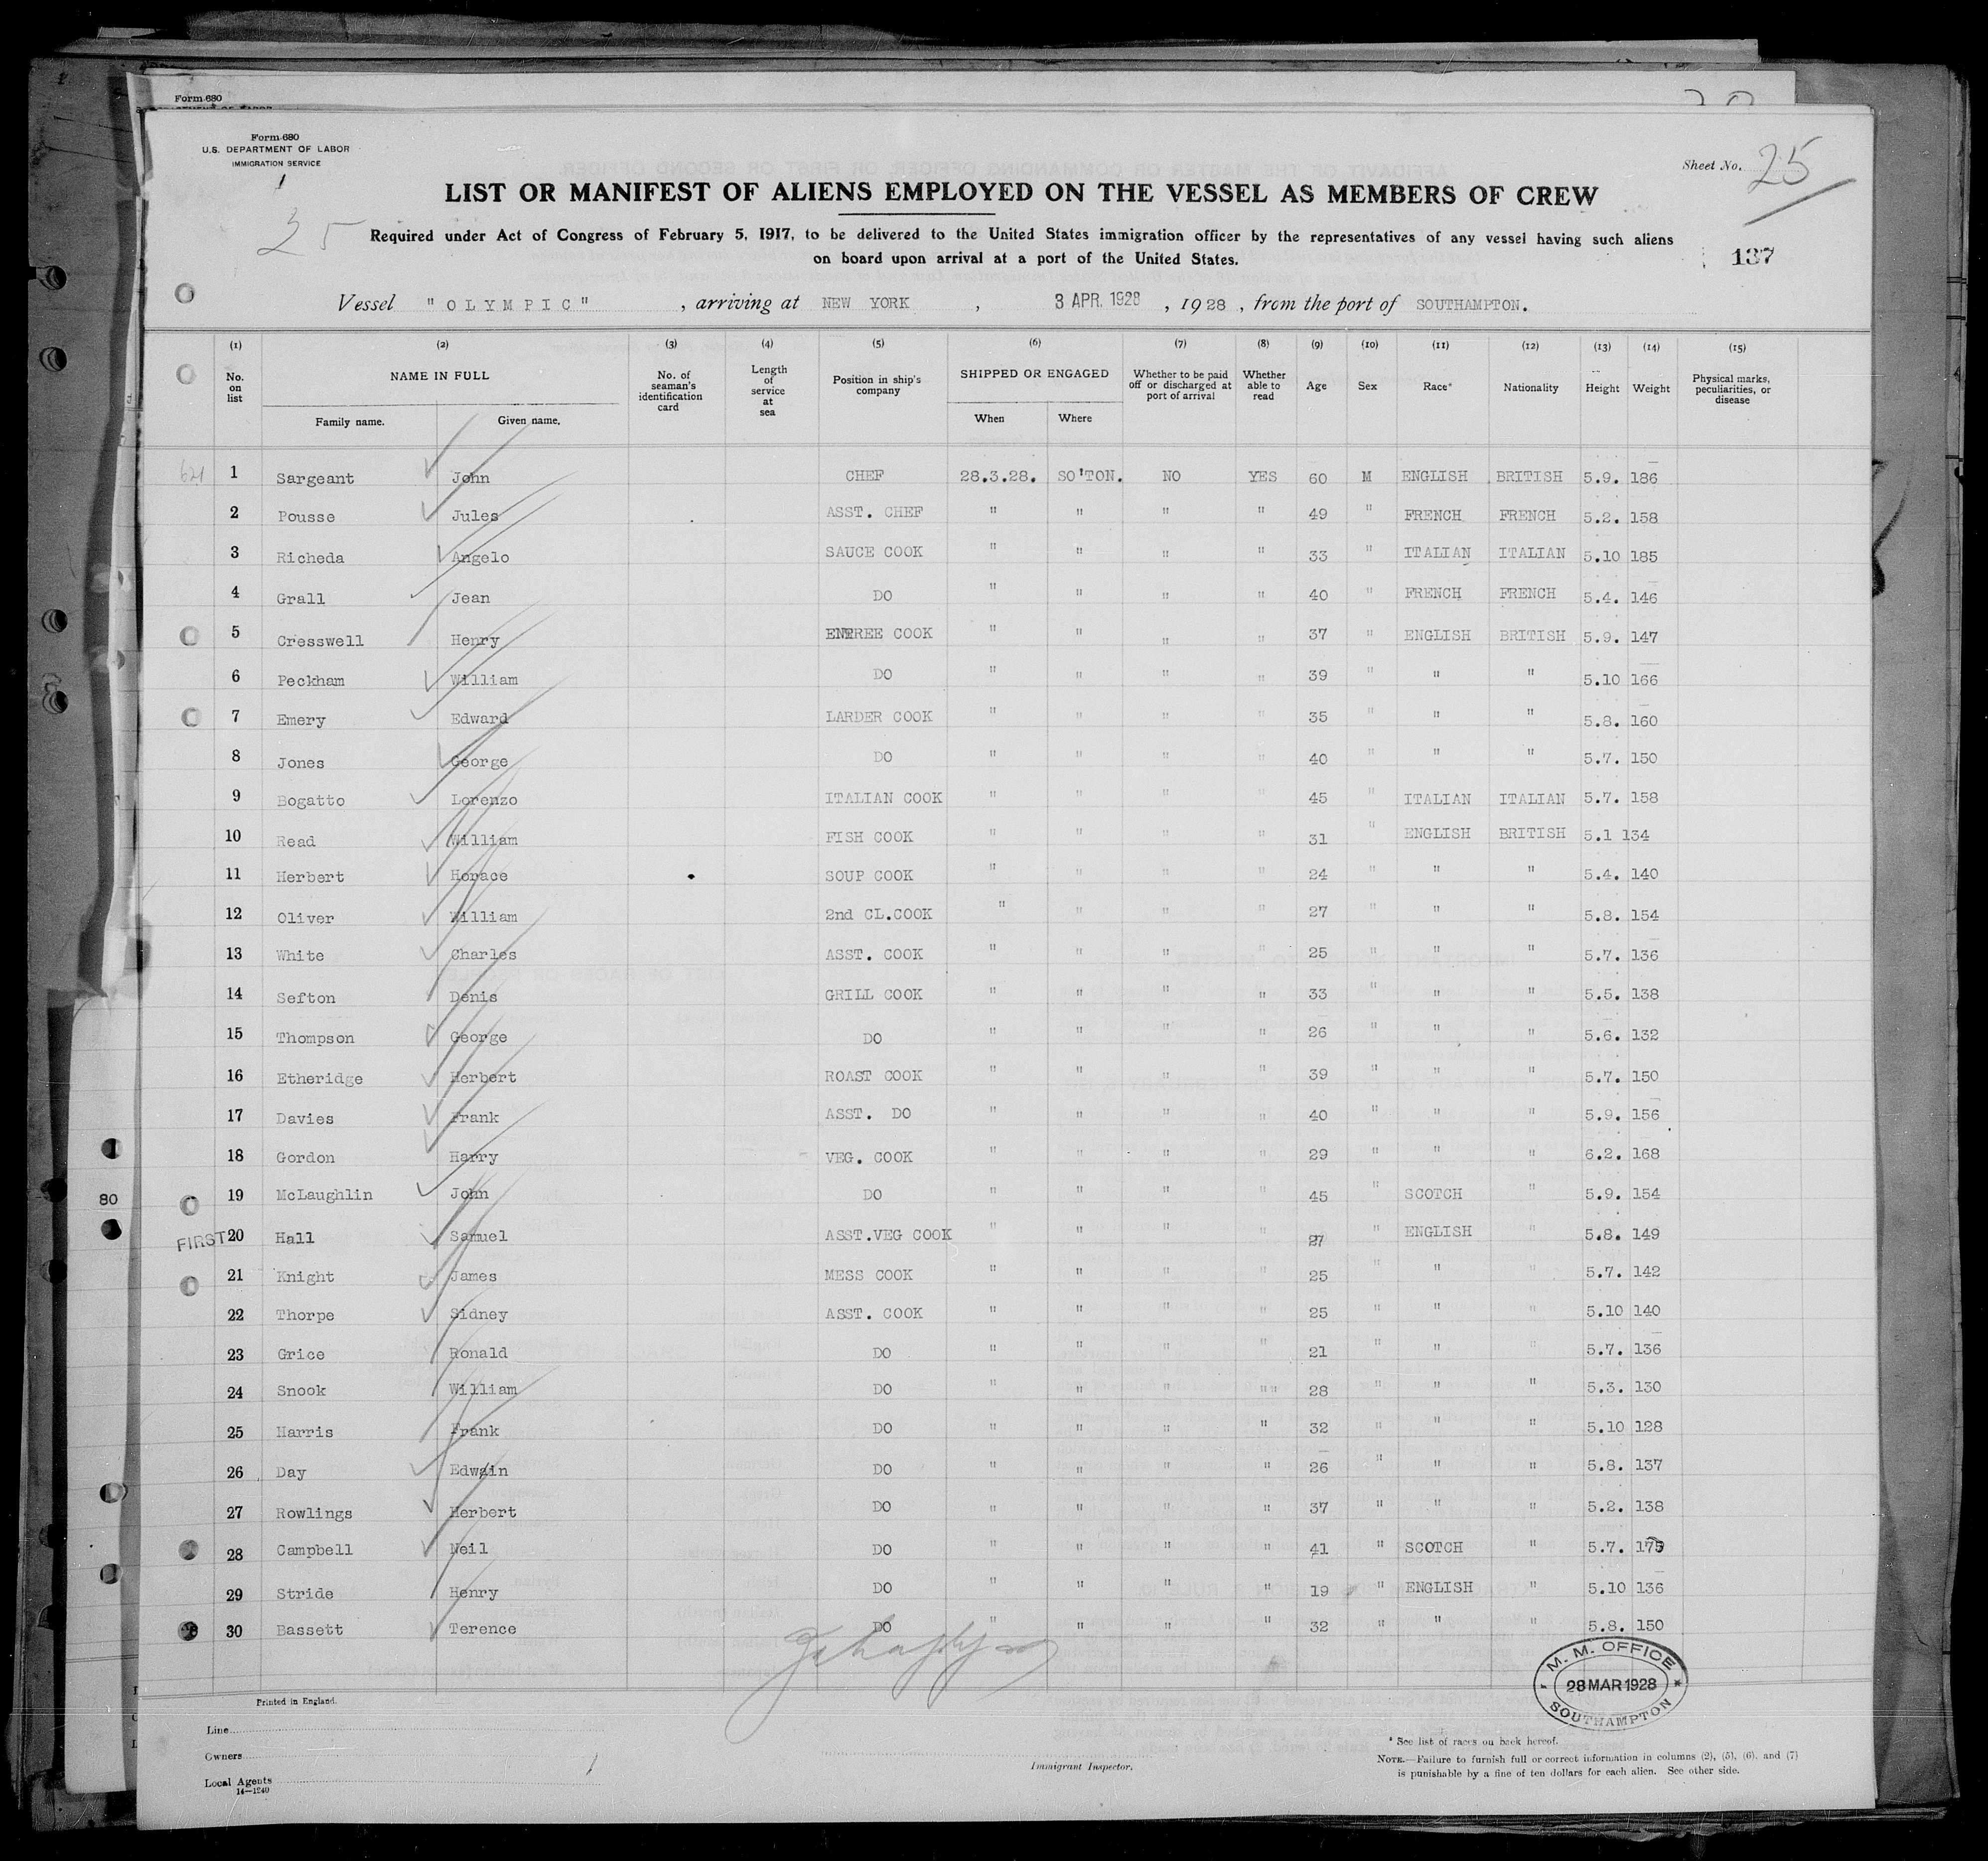 Form 680
Form 680
U.S. DEPARTMENT OF LABOR
IMMIGRATION SERVICE
Sheet No. 25
LIST OR MANIFEST OF ALIENS EMPLOYED ON THE VESSEL AS MEMBERS OF CREW
25
Required under Act of Congress of February 5, 1917, to be delivered to the United States immigration officer by the representatives of any vessel having such aliens
on board upon arrival at a port of the United States.
137
Vessel "OLYMPIC", arriving at NEW YORK, 3 APR. 1928, 1928, from the port of SOUTHAMPTON.
(1) (2) (3) (4) (5) (6) (7) (8) (9) (10) (11) (12) (13) (14) (15)
No. on list NAME IN FULL Family name. Given name. No. of seaman's identification card Length of service at sea Position in ship's company SHIPPED OR ENGAGED When Where Whether to be paid off or discharged at port of arrival Whether able to read Age Sex Race* Nationality Height Weight Physical marks, peculiarities, or disease
621 1 Sargeant John CHEF 28.3.28. SO'TON. NO YES 60 M ENGLISH BRITISH 5.9. 186
2 Pousse Jules ASST. CHEF " " " " 49 " FRENCH FRENCH 5.2. 158
3 Richeda Angelo SAUCE COOK " " " " 33 " ITALIAN ITALIAN 5.10 185
4 Grall Jean DO " " " " 40 " FRENCH FRENCH 5.4. 146
5 Cresswell Henry ENTREE COOK " " " " 37 " ENGLISH BRITISH 5.9. 147
6 Peckham William DO " " " " 39 " " " 5.10 166
7 Emery Edward LARDER COOK " " " " 35 " " " 5.8. 160
8 Jones George DO " " " " 40 " " " 5.7. 150
9 Bogatto Lorenzo ITALIAN COOK " " " " 45 " ITALIAN ITALIAN 5.7. 158
10 Read William FISH COOK " " " " 31 " ENGLISH BRITISH 5.1 134
11 Herbert Horace SOUP COOK " " " " 24 " " " 5.4. 140
12 Oliver William 2nd CL.COOK " " " " 27 " " " 5.8. 154
13 White Charles ASST. COOK " " " " 25 " " " 5.7. 136
14 Sefton Denis GRILL COOK " " " " 33 " " " 5.5. 138
15 Thompson George DO " " " " 26 " " " 5.6. 132
16 Etheridge Herbert ROAST COOK " " " " 39 " " " 5.7. 150
17 Davies Frank ASST. DO " " " " 40 " " " 5.9. 156
18 Gordon Harry VEG. COOK " " " " 29 " " " 6.2. 168
19 McLaughlin John DO " " " " 45 " SCOTCH " 5.9. 154
FIRST 20 Hall Samuel ASST.VEG COOK " " " " 27 " ENGLISH " 5.8. 149
21 Knight James MESS COOK " " " " 25 " " " 5.7. 142
22 Thorpe Sidney ASST. COOK " " " " 25 " " " 5.10 140
23 Grice Ronald DO " " " " 21 " " " 5.7. 136
24 Snook William DO " " " "" 28 " " " 5.3. 130
25 Harris Frank DO " " " " 32 " " " 5.10 128
26 Day Edwain DO " " " " 26 " " " 5.8. 137
27 Rowlings Herbert DO " " " " 37 " " " 5.2. 138
28 Campbell Neil DO " " " " 41 " SCOTCH " 5.7. 175
29 Stride Henry DO " " " " 19 " ENGLISH " 5.10 136
30 Bassett Terence DO " " " " 32 " " " 5.8. 150
80
M. M. OFFICE
28 MAR 1928
SOUTHAMPTON
Printed in England.
Line
Owners
Local Agents
14—1240
Immigrant Inspector.
* See list of races on back hereof.
NOTE.—Failure to furnish full or correct information in columns (2), (5), (6), and (7)
is punishable by a fine of ten dollars for each alien. See other side.